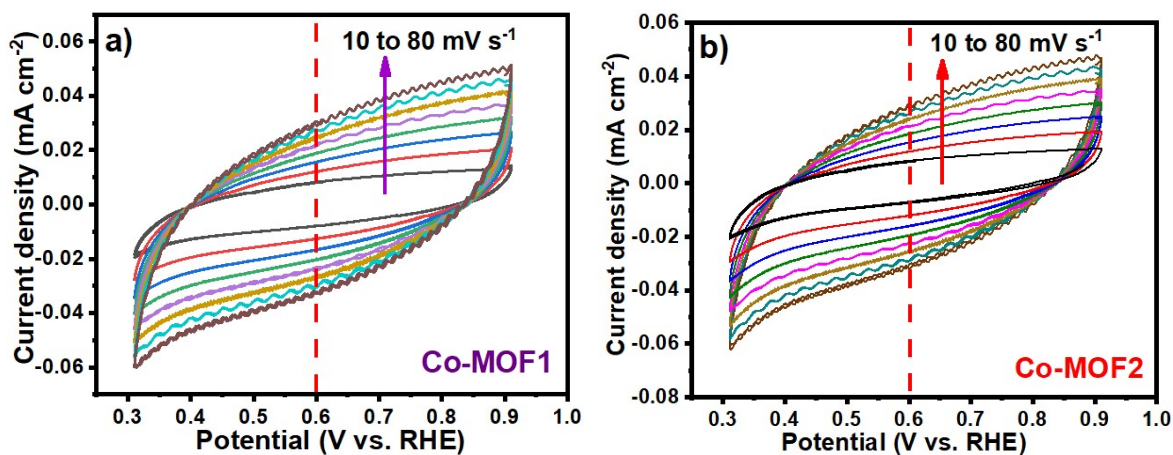 a)
10 to 80 mV s⁻¹
0.06
0.04
0.02
0.00
-0.02
-0.04
-0.06
Current density (mA cm⁻²)
Co-MOF1
0.3 0.4 0.5 0.6 0.7 0.8 0.9 1.0
Potential (V vs. RHE)
b)
10 to 80 mV s⁻¹
0.06
0.04
0.02
0.00
-0.02
-0.04
-0.06
-0.08
Current density (mA cm⁻²)
Co-MOF2
0.3 0.4 0.5 0.6 0.7 0.8 0.9 1.0
Potential (V vs. RHE)